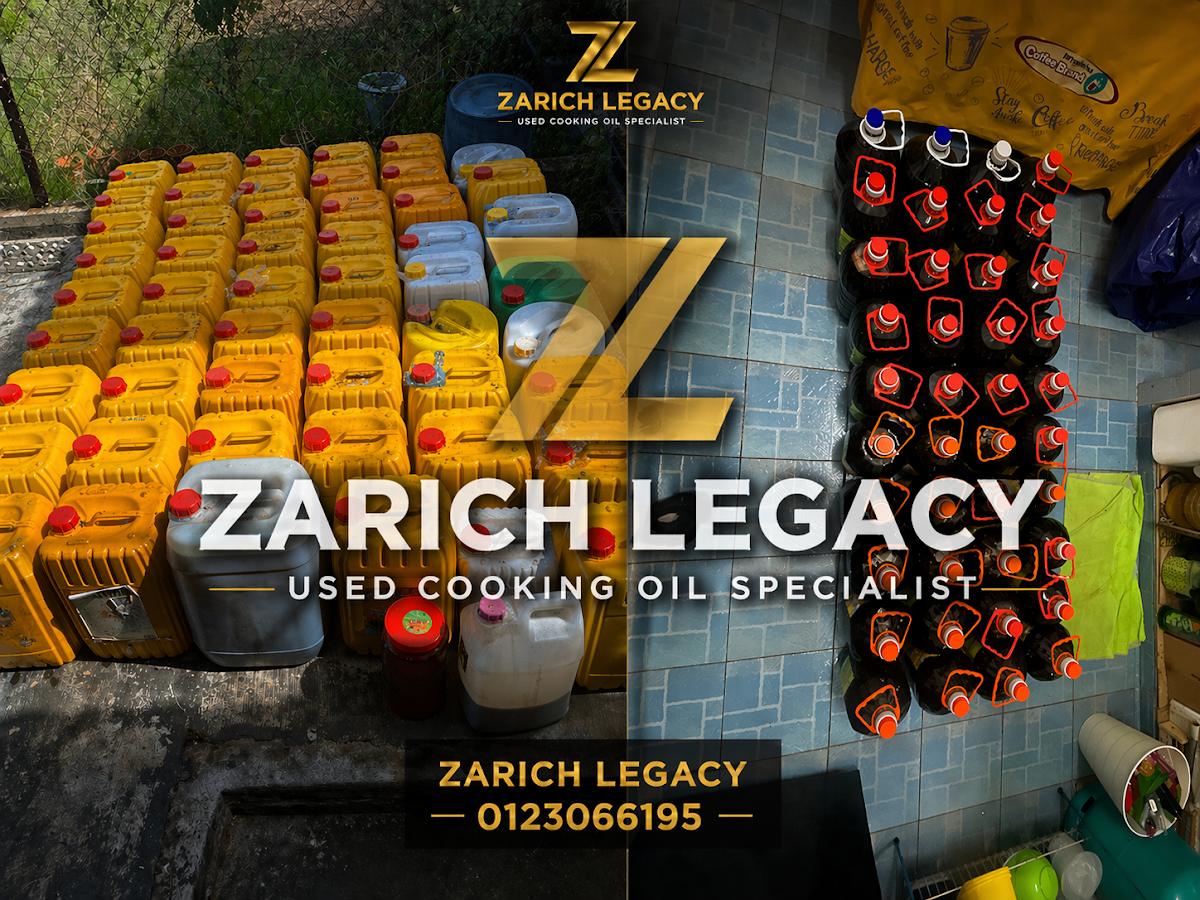 ZARICH LEGACY
USED COOKING OIL SPECIALIST
Coffee Brand
Stay
Awake
Coffee
Break
TIME
ZARICH LEGACY
USED COOKING OIL SPECIALIST
ZARICH LEGACY
0123066195